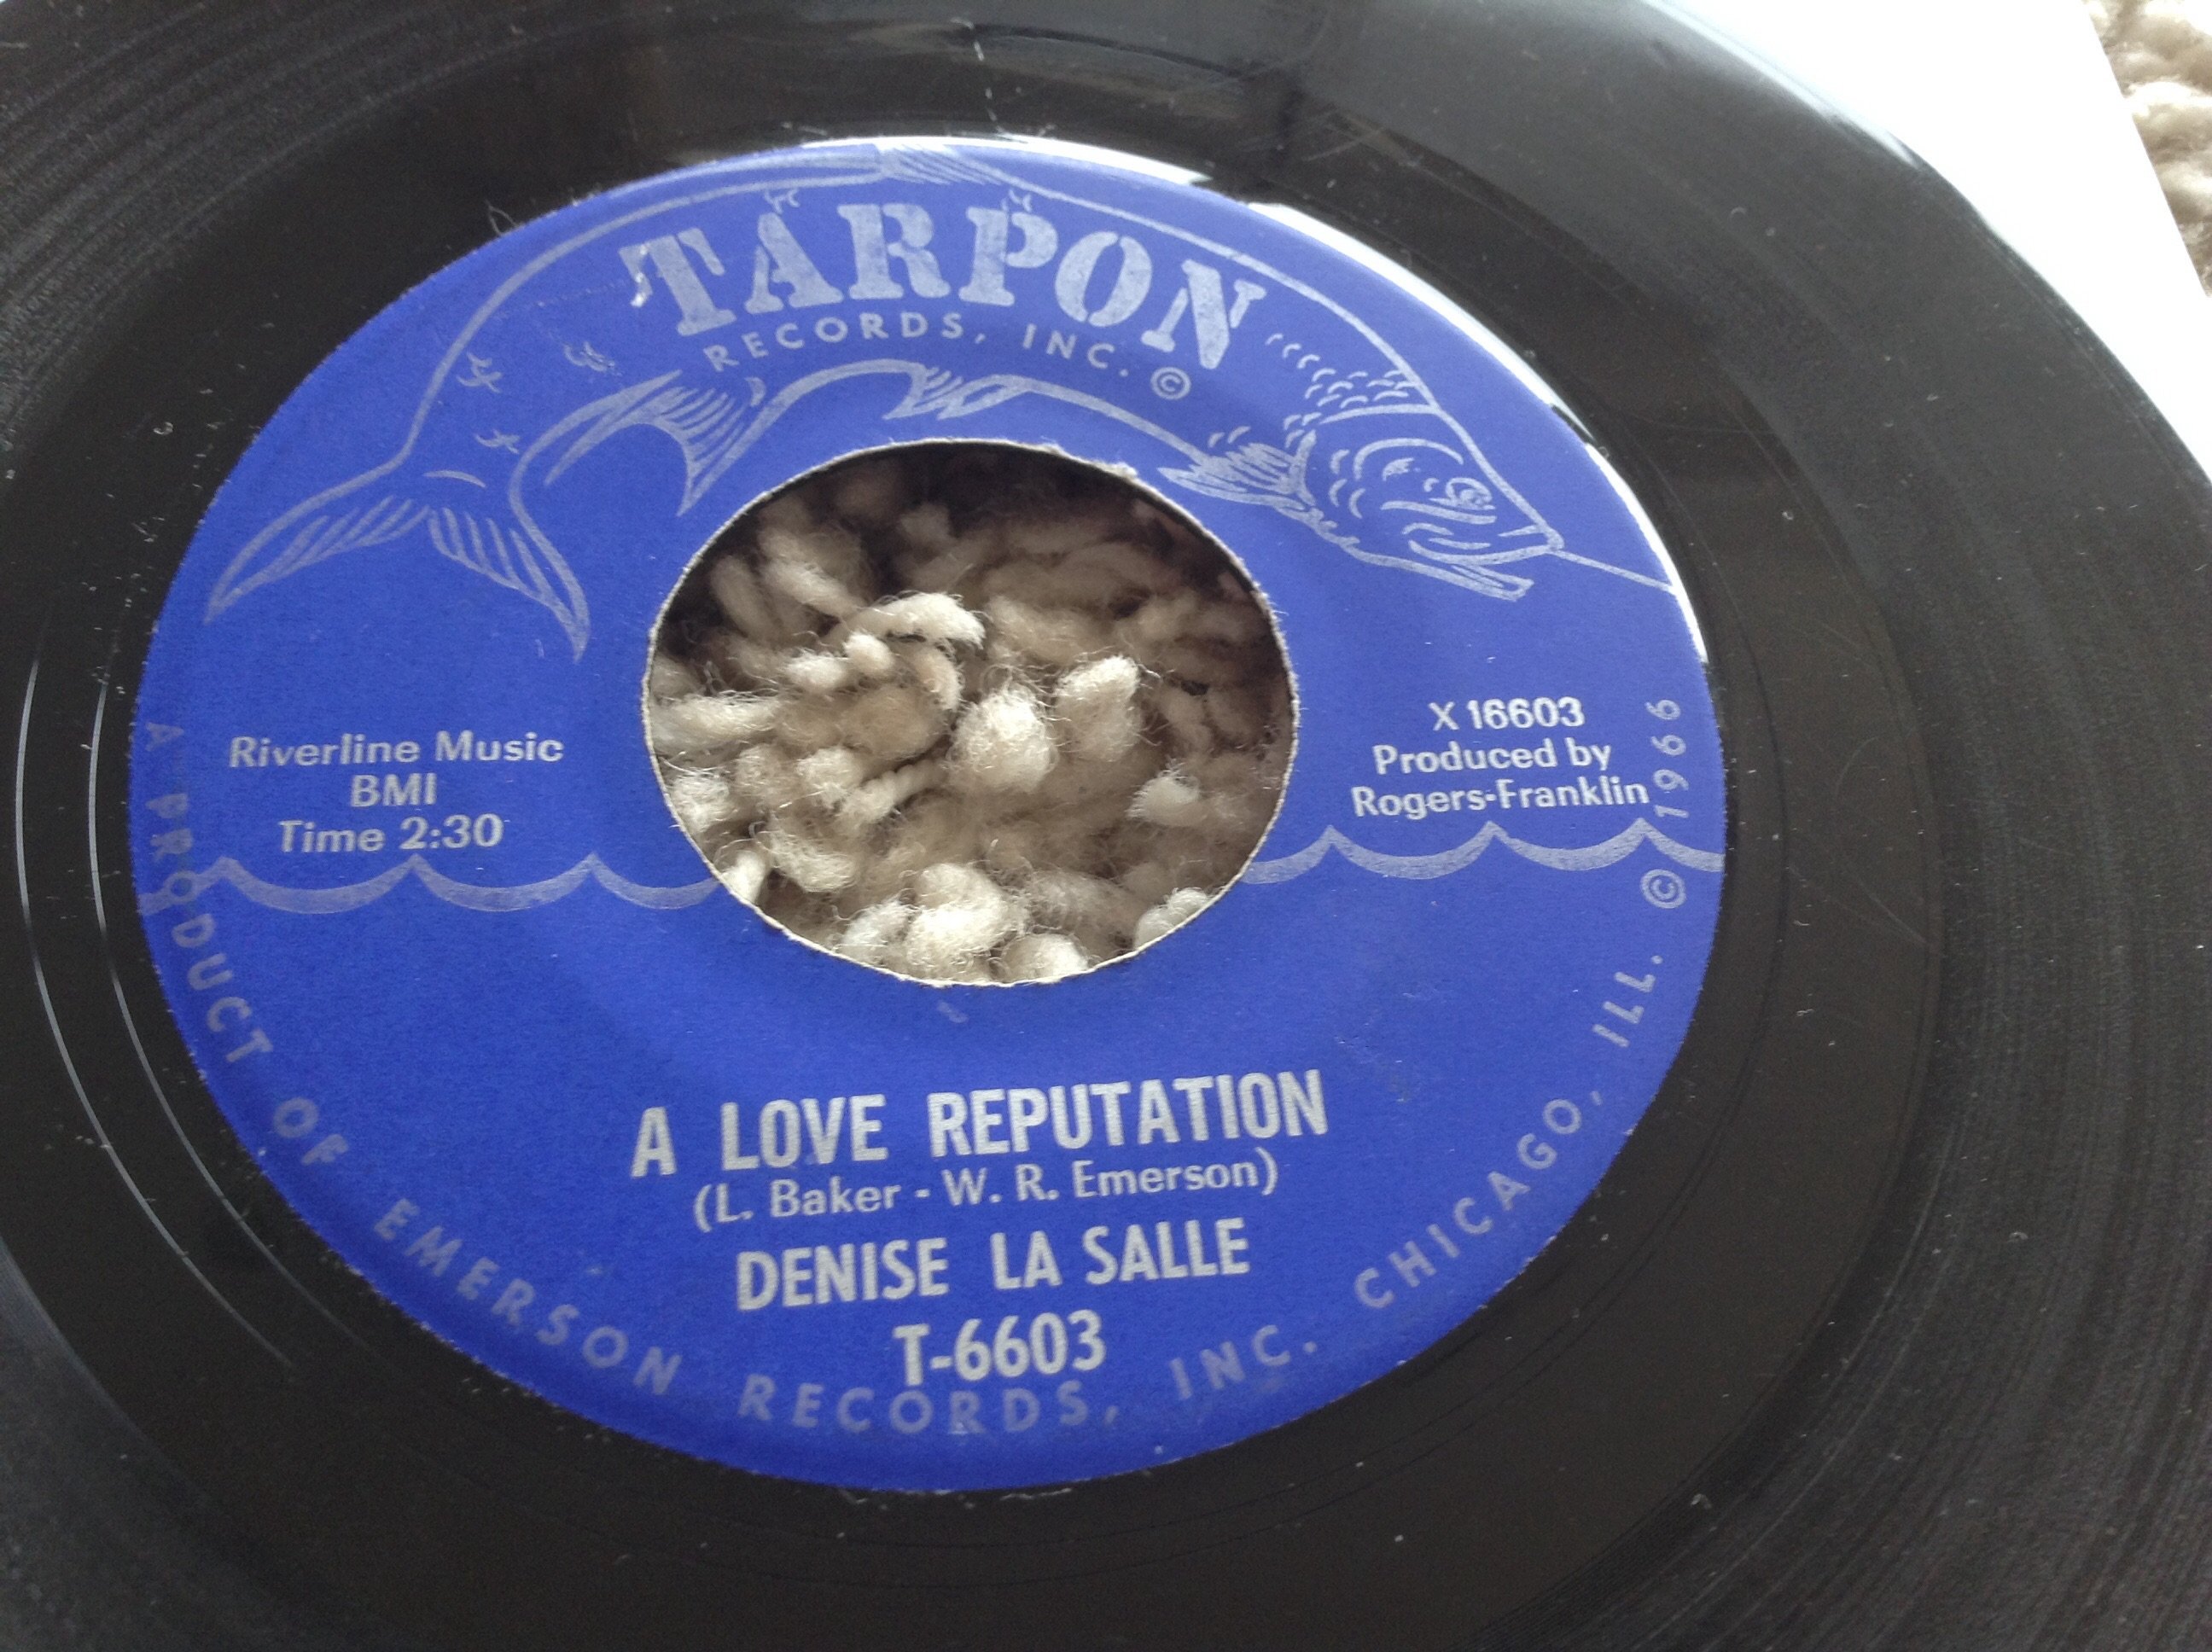 TARPON
RECORDS, INC. ©
Riverline Music
BMI
Time 2:30
X 16603
Produced by
Rogers-Franklin
A LOVE REPUTATION
(L. Baker - W. R. Emerson)
DENISE LA SALLE
T-6603
A PRODUCT OF EMERSON RECORDS, INC. CHICAGO, ILL. © 1966